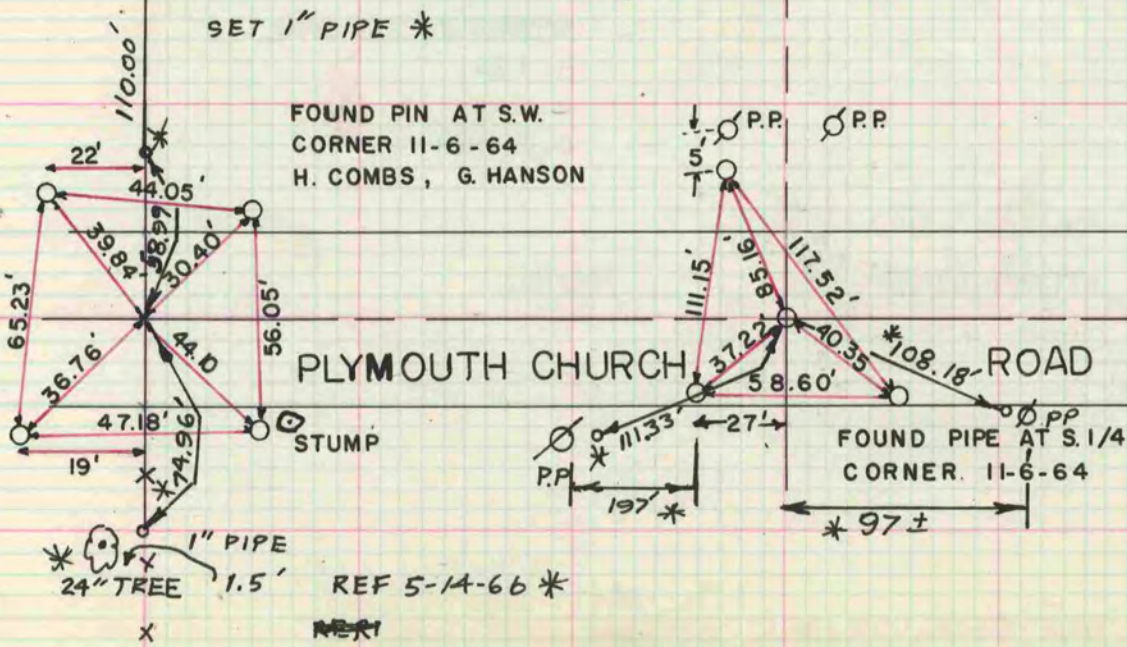 SET 1" PIPE *
110.00'
FOUND PIN AT S.W.
CORNER 11-6-64
H. COMBS, G. HANSON
P.P.
P.P.
5'
22'
44.05'
39.84'
58.97'
30.40'
65.23'
56.05'
36.76'
44.10
47.18'
19'
74.96'
STUMP
PLYMOUTH CHURCH ROAD
111.15'
85.16'
117.52'
37.22'
40.35
*108.18'
58.60'
27'
111.33'
*
P.P.
197' *
PP
FOUND PIPE AT S. 1/4
CORNER. 11-6-64
* 97 ±
1" PIPE
* 24" TREE
1.5'
REF 5-14-66 *